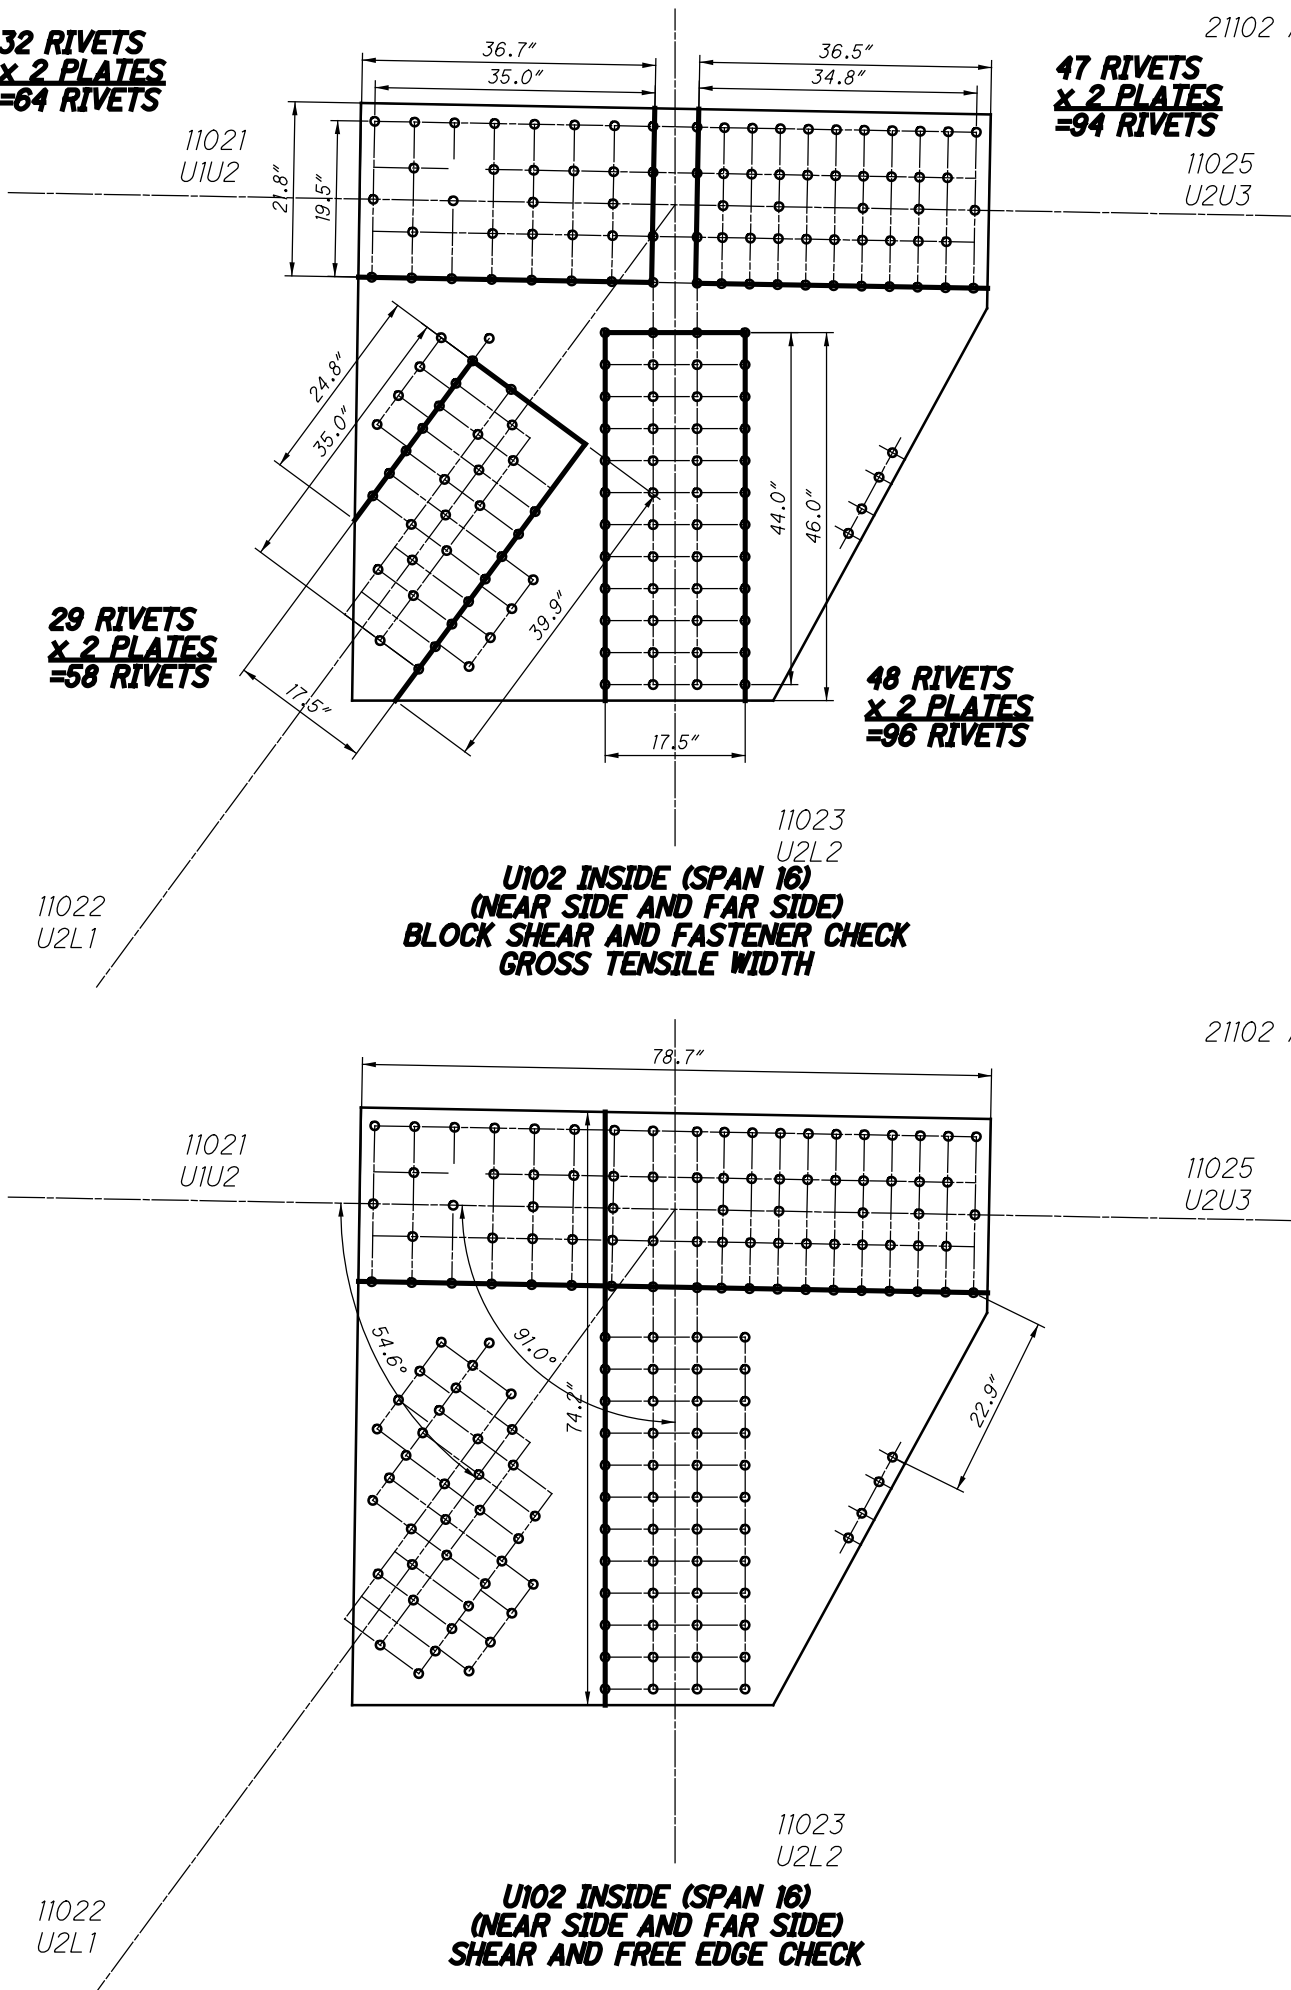 32 RIVETS
x 2 PLATES
=64 RIVETS
36.7"
35.0"
36.5"
34.8"
21102
47 RIVETS
x 2 PLATES
=94 RIVETS
11021
U1U2
11025
U2U3
21.8"
19.5"
24.8"
35.0"
44.0"
46.0"
39.9"
17.5"
17.5"
29 RIVETS
x 2 PLATES
=58 RIVETS
48 RIVETS
x 2 PLATES
=96 RIVETS
11023
U2L2
11022
U2L1
U102 INSIDE (SPAN 16)
(NEAR SIDE AND FAR SIDE)
BLOCK SHEAR AND FASTENER CHECK
GROSS TENSILE WIDTH
21102
78.7"
11021
U1U2
11025
U2U3
54.6°
91.0°
74.2"
22.9"
11023
U2L2
11022
U2L1
U102 INSIDE (SPAN 16)
(NEAR SIDE AND FAR SIDE)
SHEAR AND FREE EDGE CHECK